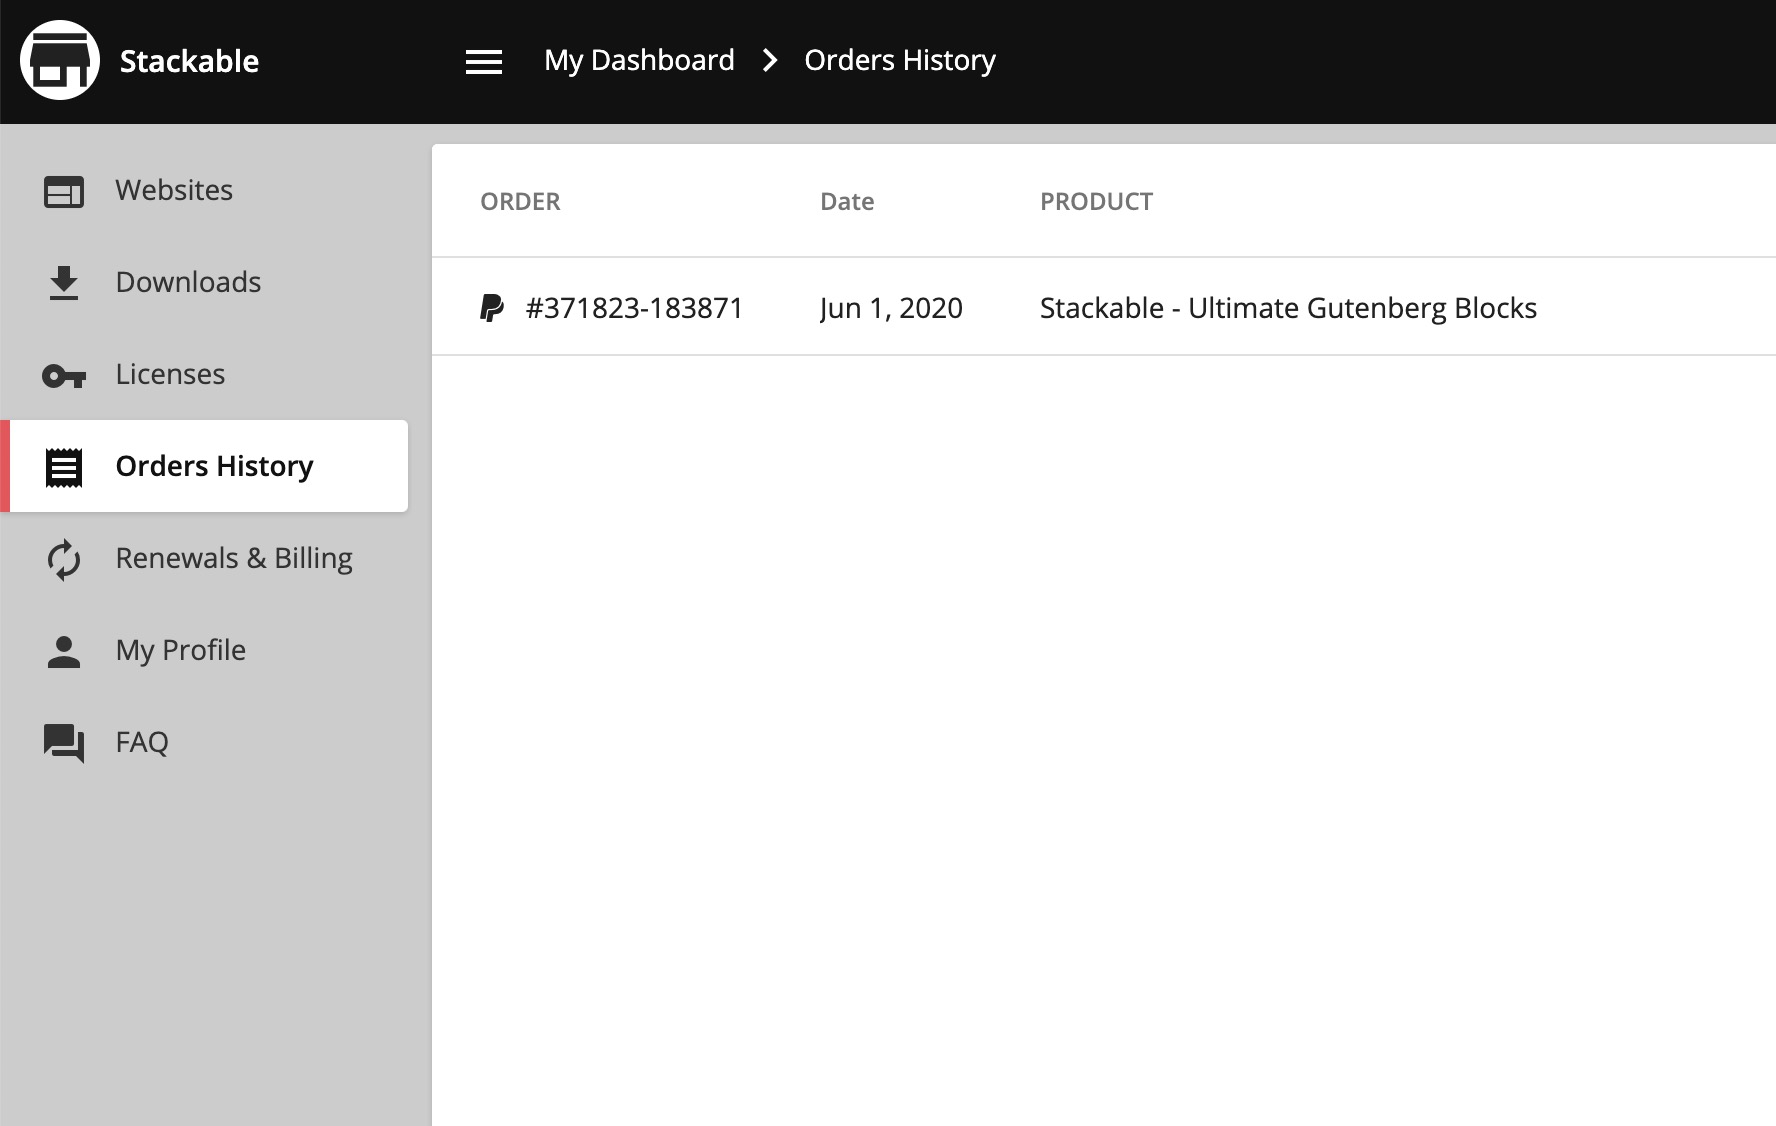 Stackable
My Dashboard Orders History
Websites
Downloads
Licenses
Orders History
Renewals & Billing
My Profile
FAQ
ORDER Date PRODUCT
#371823-183871 Jun 1, 2020 Stackable - Ultimate Gutenberg Blocks